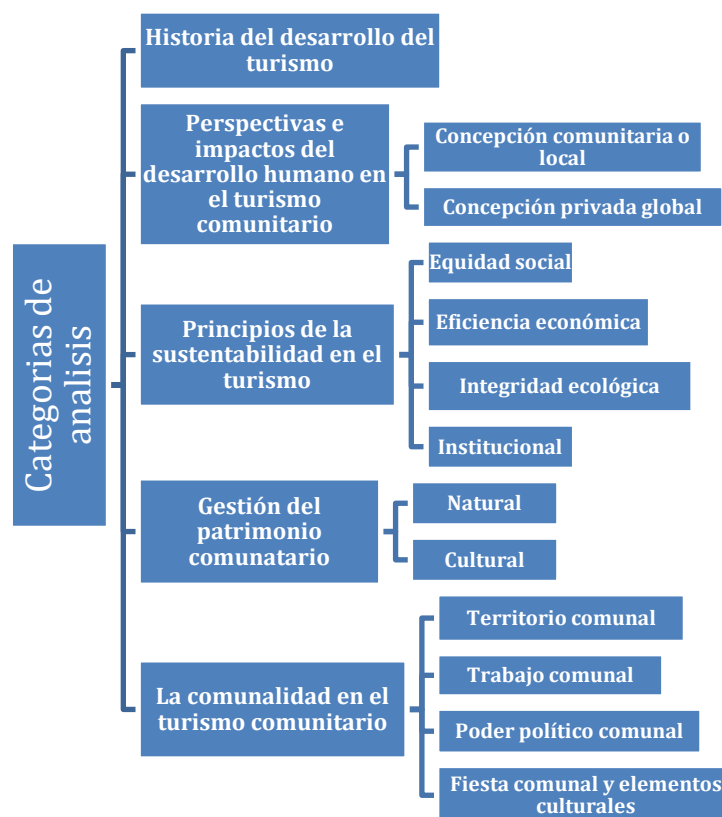 Categorias de
analisis
Historia del desarrollo del
turismo
Perspectivas e
impactos del
desarrollo humano en
el turismo
comunitario
Concepción comunitaria o
local
Concepción privada global
Principios de la
sustentabilidad en el
turismo
Equidad social
Eficiencia económica
Integridad ecológica
Institucional
Gestión del
patrimonio
comunatario
Natural
Cultural
La comunalidad en el
turismo comunitario
Territorio comunal
Trabajo comunal
Poder político comunal
Fiesta comunal y elementos
culturales